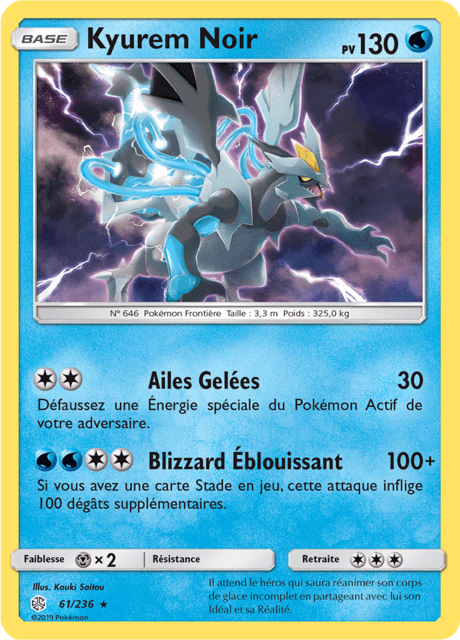 BASE Kyurem Noir PV 130
N° 646 Pokémon Frontière Taille : 3,3 m Poids : 325,0 kg
Ailes Gelées 30
Défaussez une Énergie spéciale du Pokémon Actif de
votre adversaire.
Blizzard Éblouissant 100+
Si vous avez une carte Stade en jeu, cette attaque inflige
100 dégâts supplémentaires.
Faiblesse ×2 Résistance Retraite
Illus. Kouki Saitou
61/236 ★
©2019 Pokémon
Il attend le héros qui saura réanimer son corps
de glace incomplet en partageant avec lui son
Idéal et sa Réalité.